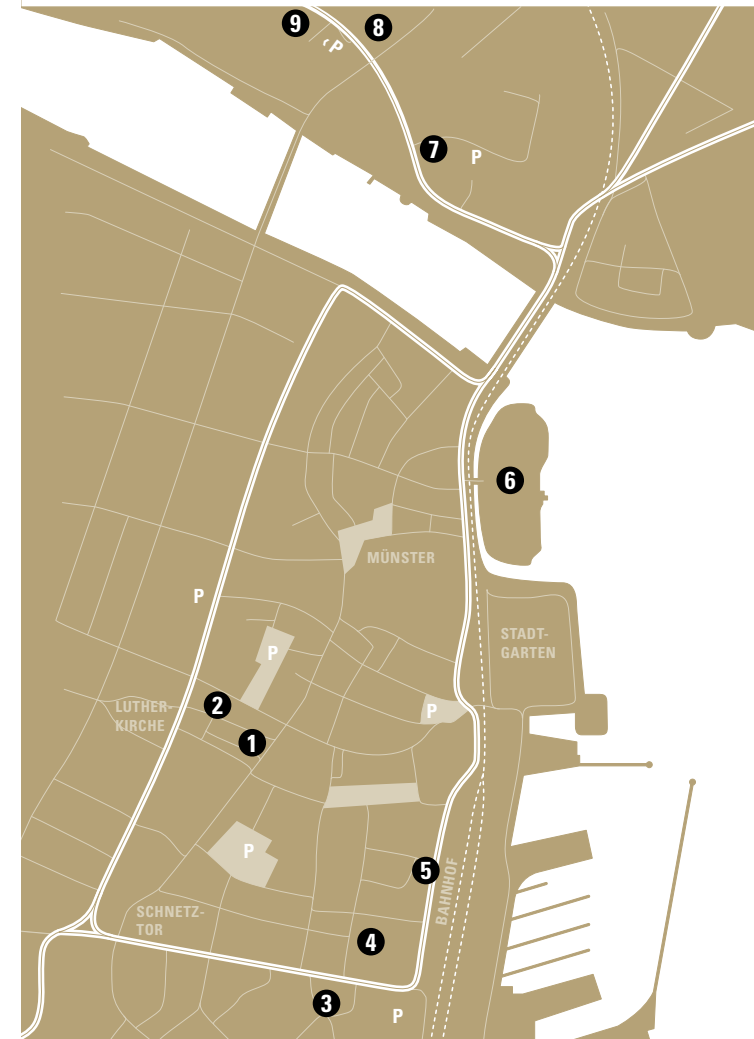 9
8
‹ P
7
P
6
MÜNSTER
P
STADT-
GARTEN
P
2
LUTHER-
KIRCHE
P
1
P
5
BAHNHOF
SCHNETZ-
TOR
4
3
P